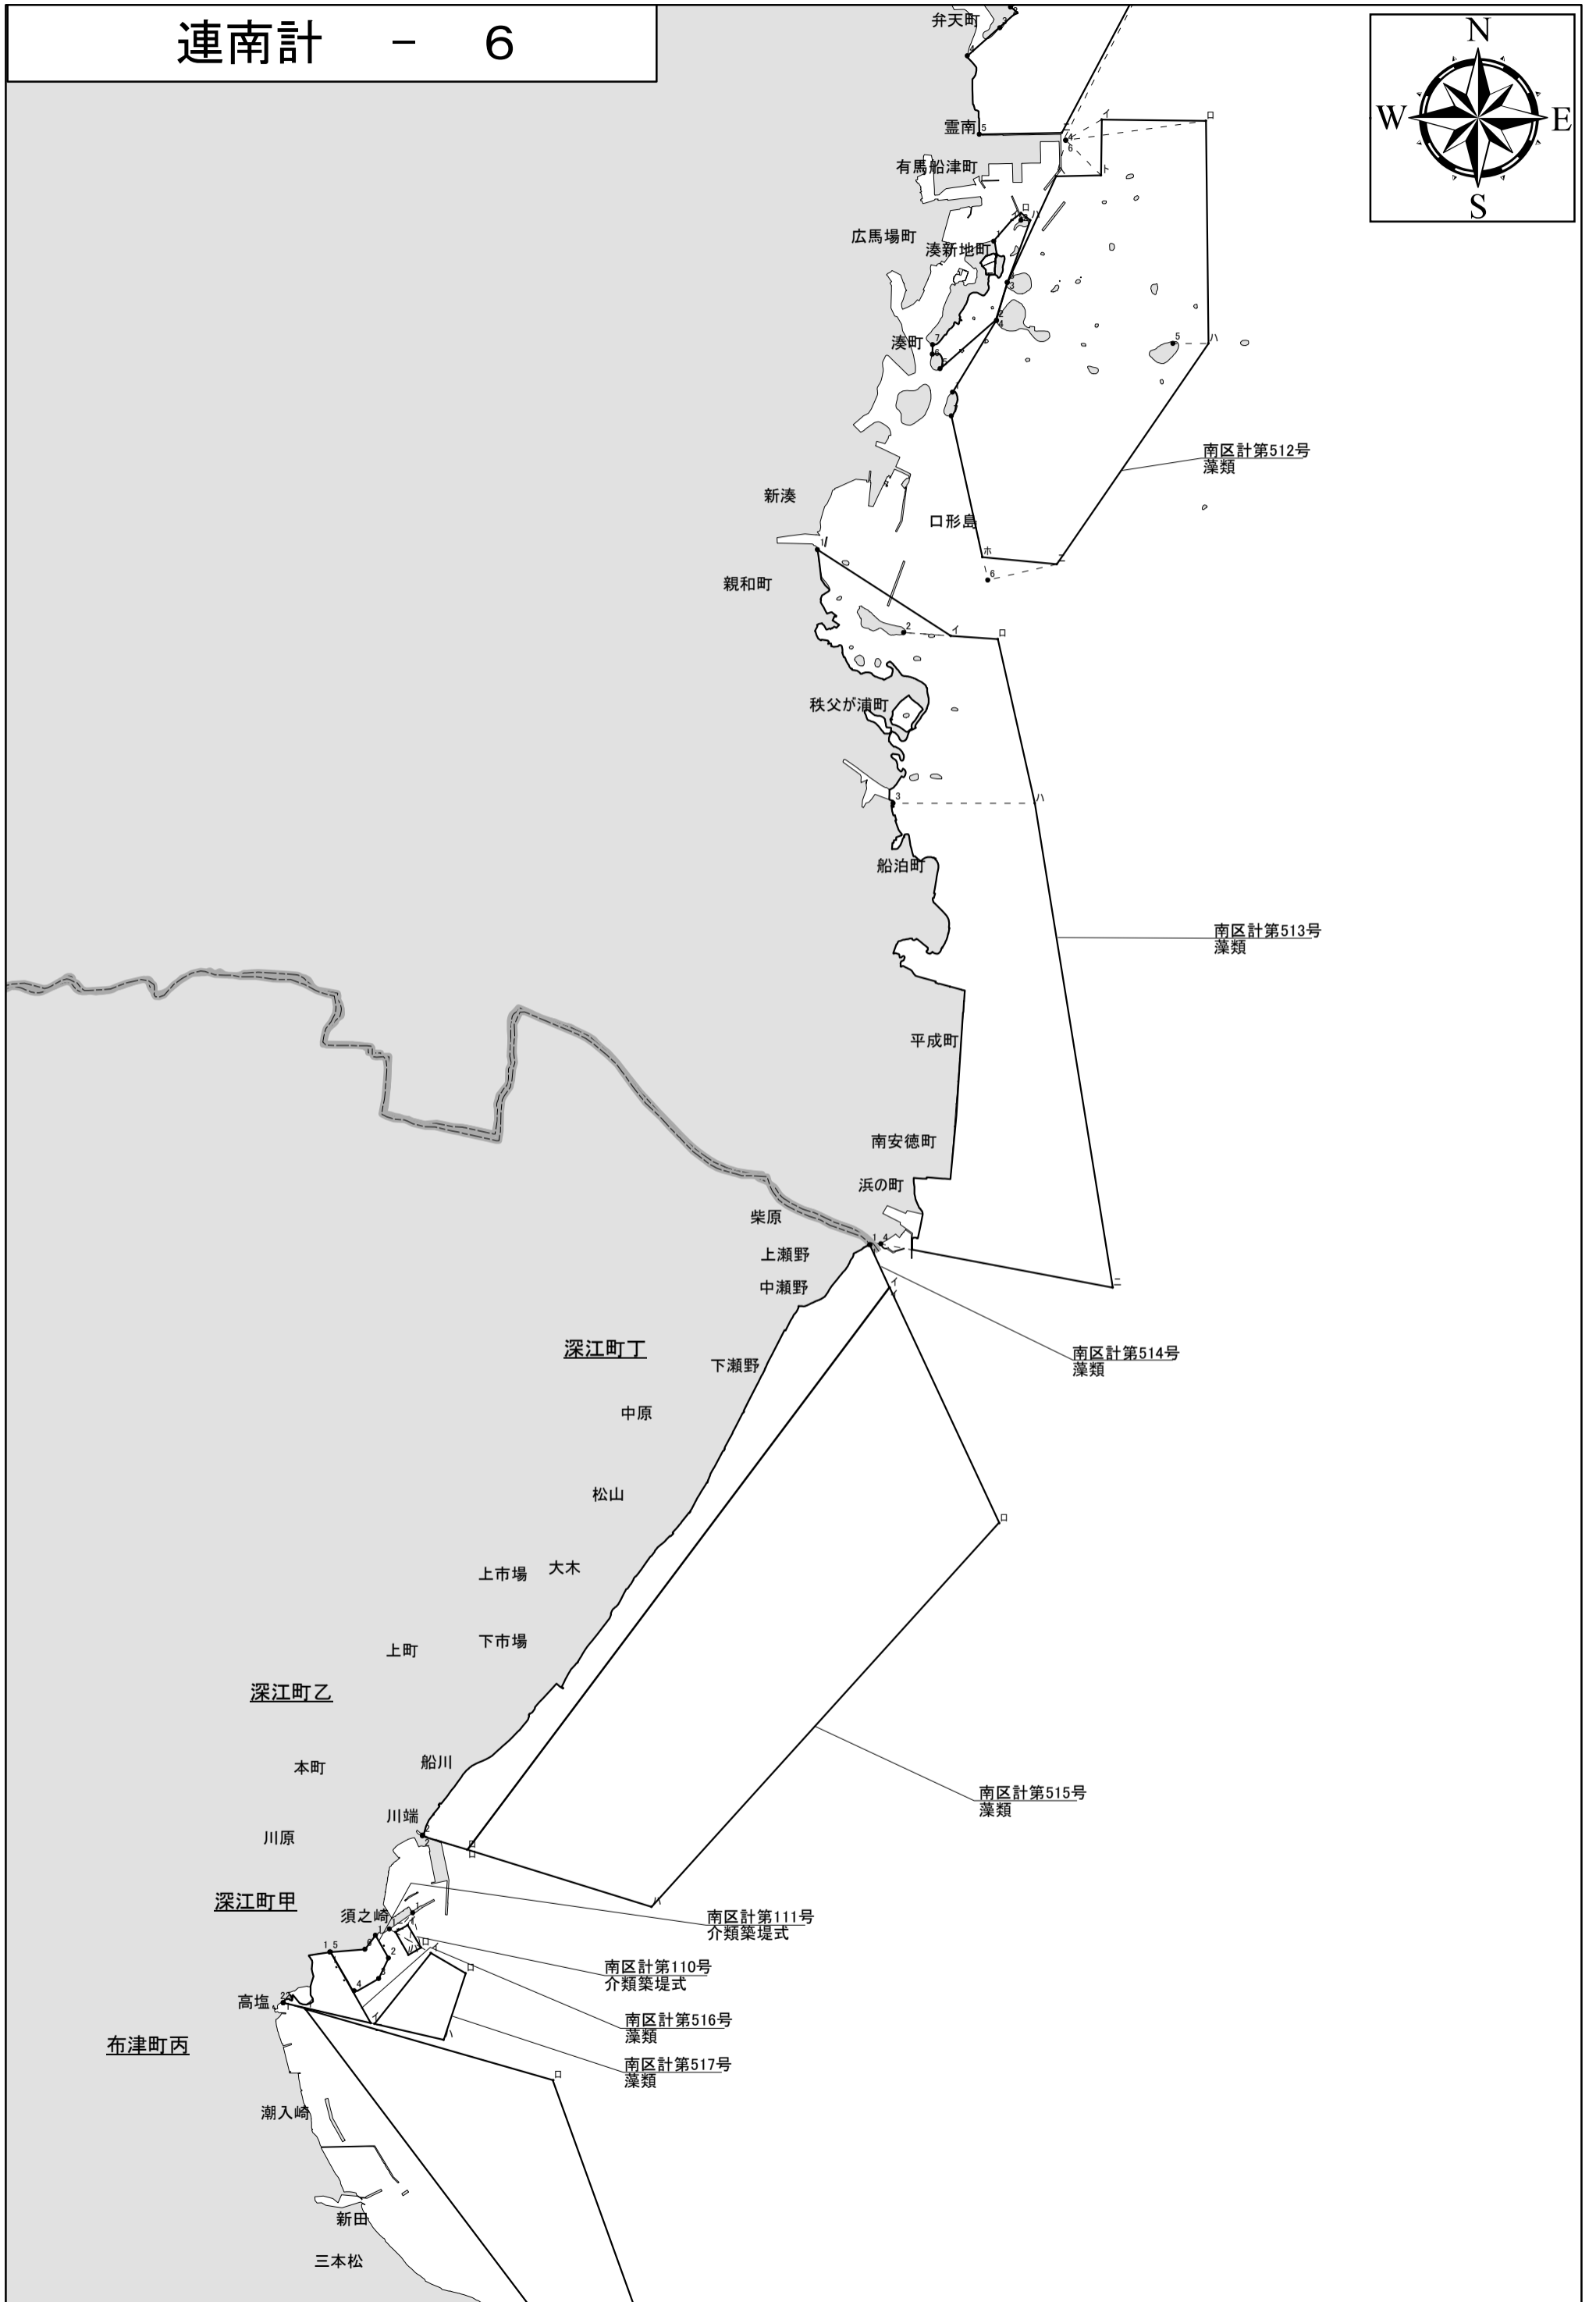 連南計　－　６
N
W
E
S
弁天町
霊南
有馬船津町
広馬場町
湊新地町
湊町
南区計第512号
藻類
新湊
口形島
親和町
秩父が浦町
船泊町
南区計第513号
藻類
平成町
南安徳町
浜の町
柴原
上瀬野
中瀬野
深江町丁
南区計第514号
藻類
下瀬野
中原
松山
上市場
大木
下市場
上町
深江町乙
本町
船川
南区計第515号
藻類
川端
川原
深江町甲
須之崎
南区計第111号
介類築堤式
南区計第110号
介類築堤式
高塩
南区計第516号
藻類
布津町丙
南区計第517号
藻類
潮入崎
新田
三本松